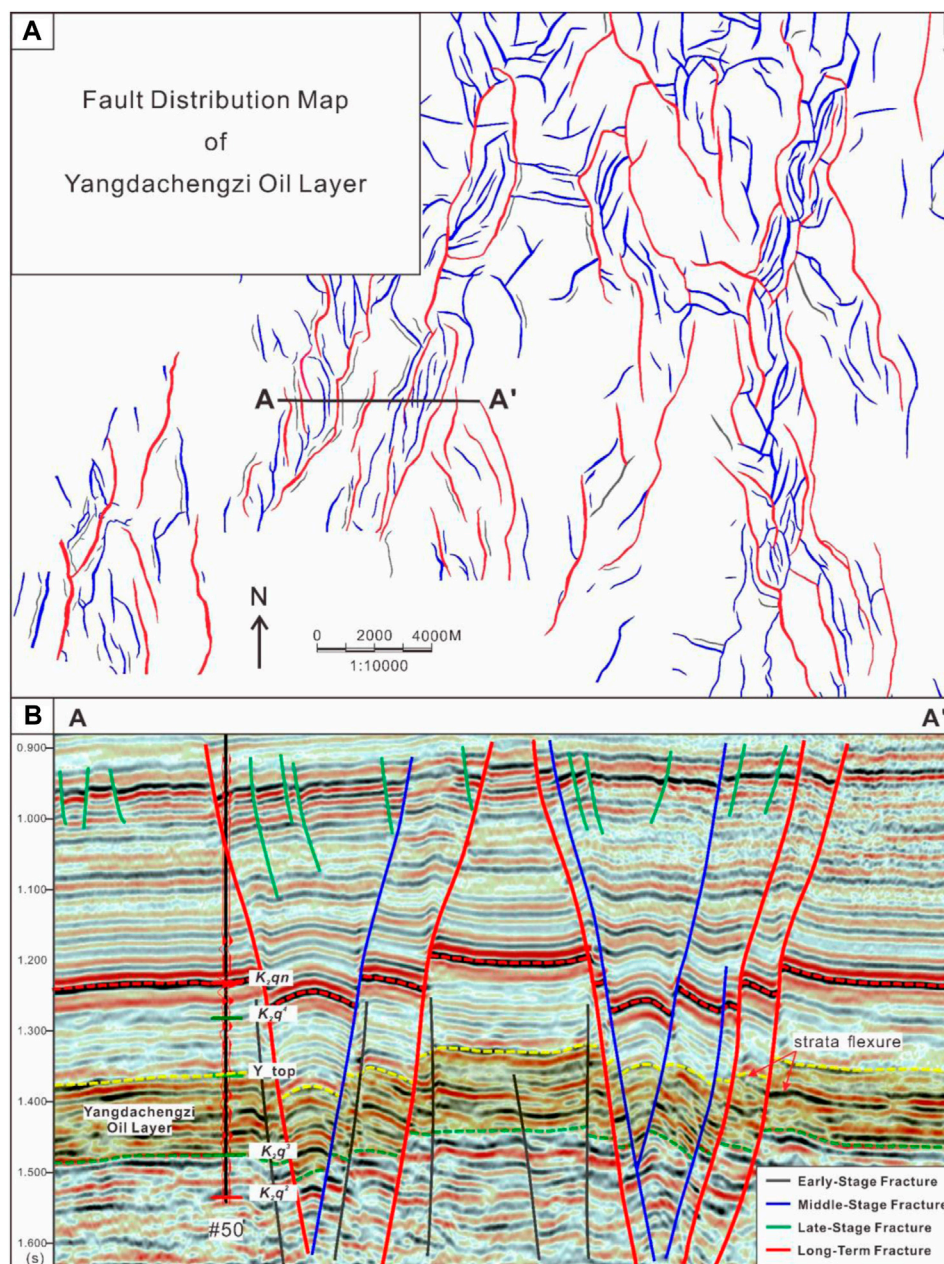 A
Fault Distribution Map
of
Yangdachengzi Oil Layer
A A'
N
0 2000 4000M
1:10000
B A A'
0.900
1.000
1.100
1.200
1.300
1.400
1.500
1.600
(s)
K₂qn
K₂q⁴
Y_top
strata flexure
Yangdachengzi
Oil Layer
K₂q³
K₂q²
#50
Early-Stage Fracture
Middle-Stage Fracture
Late-Stage Fracture
Long-Term Fracture